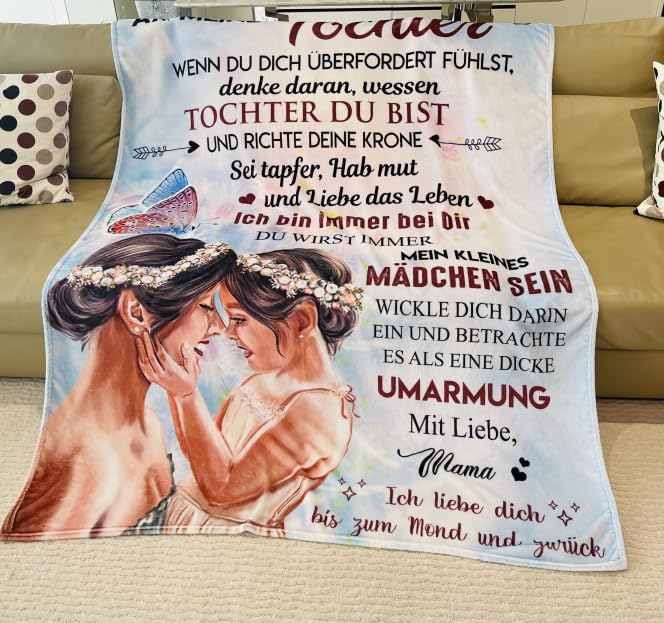 AN MEINE
Tochter
WENN DU DICH ÜBERFORDERT FÜHLST,
denke daran, wessen
TOCHTER DU BIST
UND RICHTE DEINE KRONE
Sei tapfer, Hab mut
und Liebe das Leben
Ich bin immer bei Dir
DU WIRST IMMER
MEIN KLEINES
MÄDCHEN SEIN
WICKLE DICH DARIN
EIN UND BETRACHTE
ES ALS EINE DICKE
UMARMUNG
Mit Liebe,
Mama
Ich liebe dich
bis zum Mond und zurück